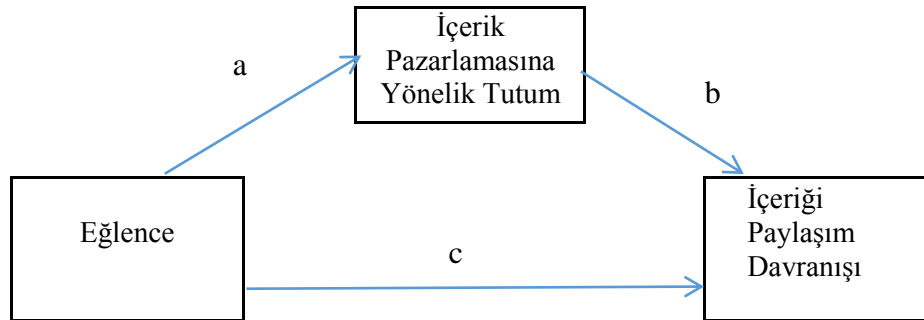 İçerik
Pazarlamasına
Yönelik Tutum
a
b
Eğlence
İçeriği
Paylaşım
Davranışı
c